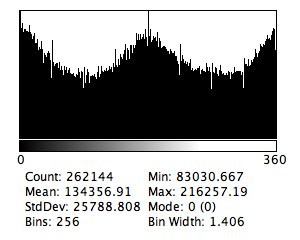 0 360
Count: 262144 Min: 83030.667
Mean: 134356.91 Max: 216257.19
StdDev: 25788.808 Mode: 0 (0)
Bins: 256 Bin Width: 1.406